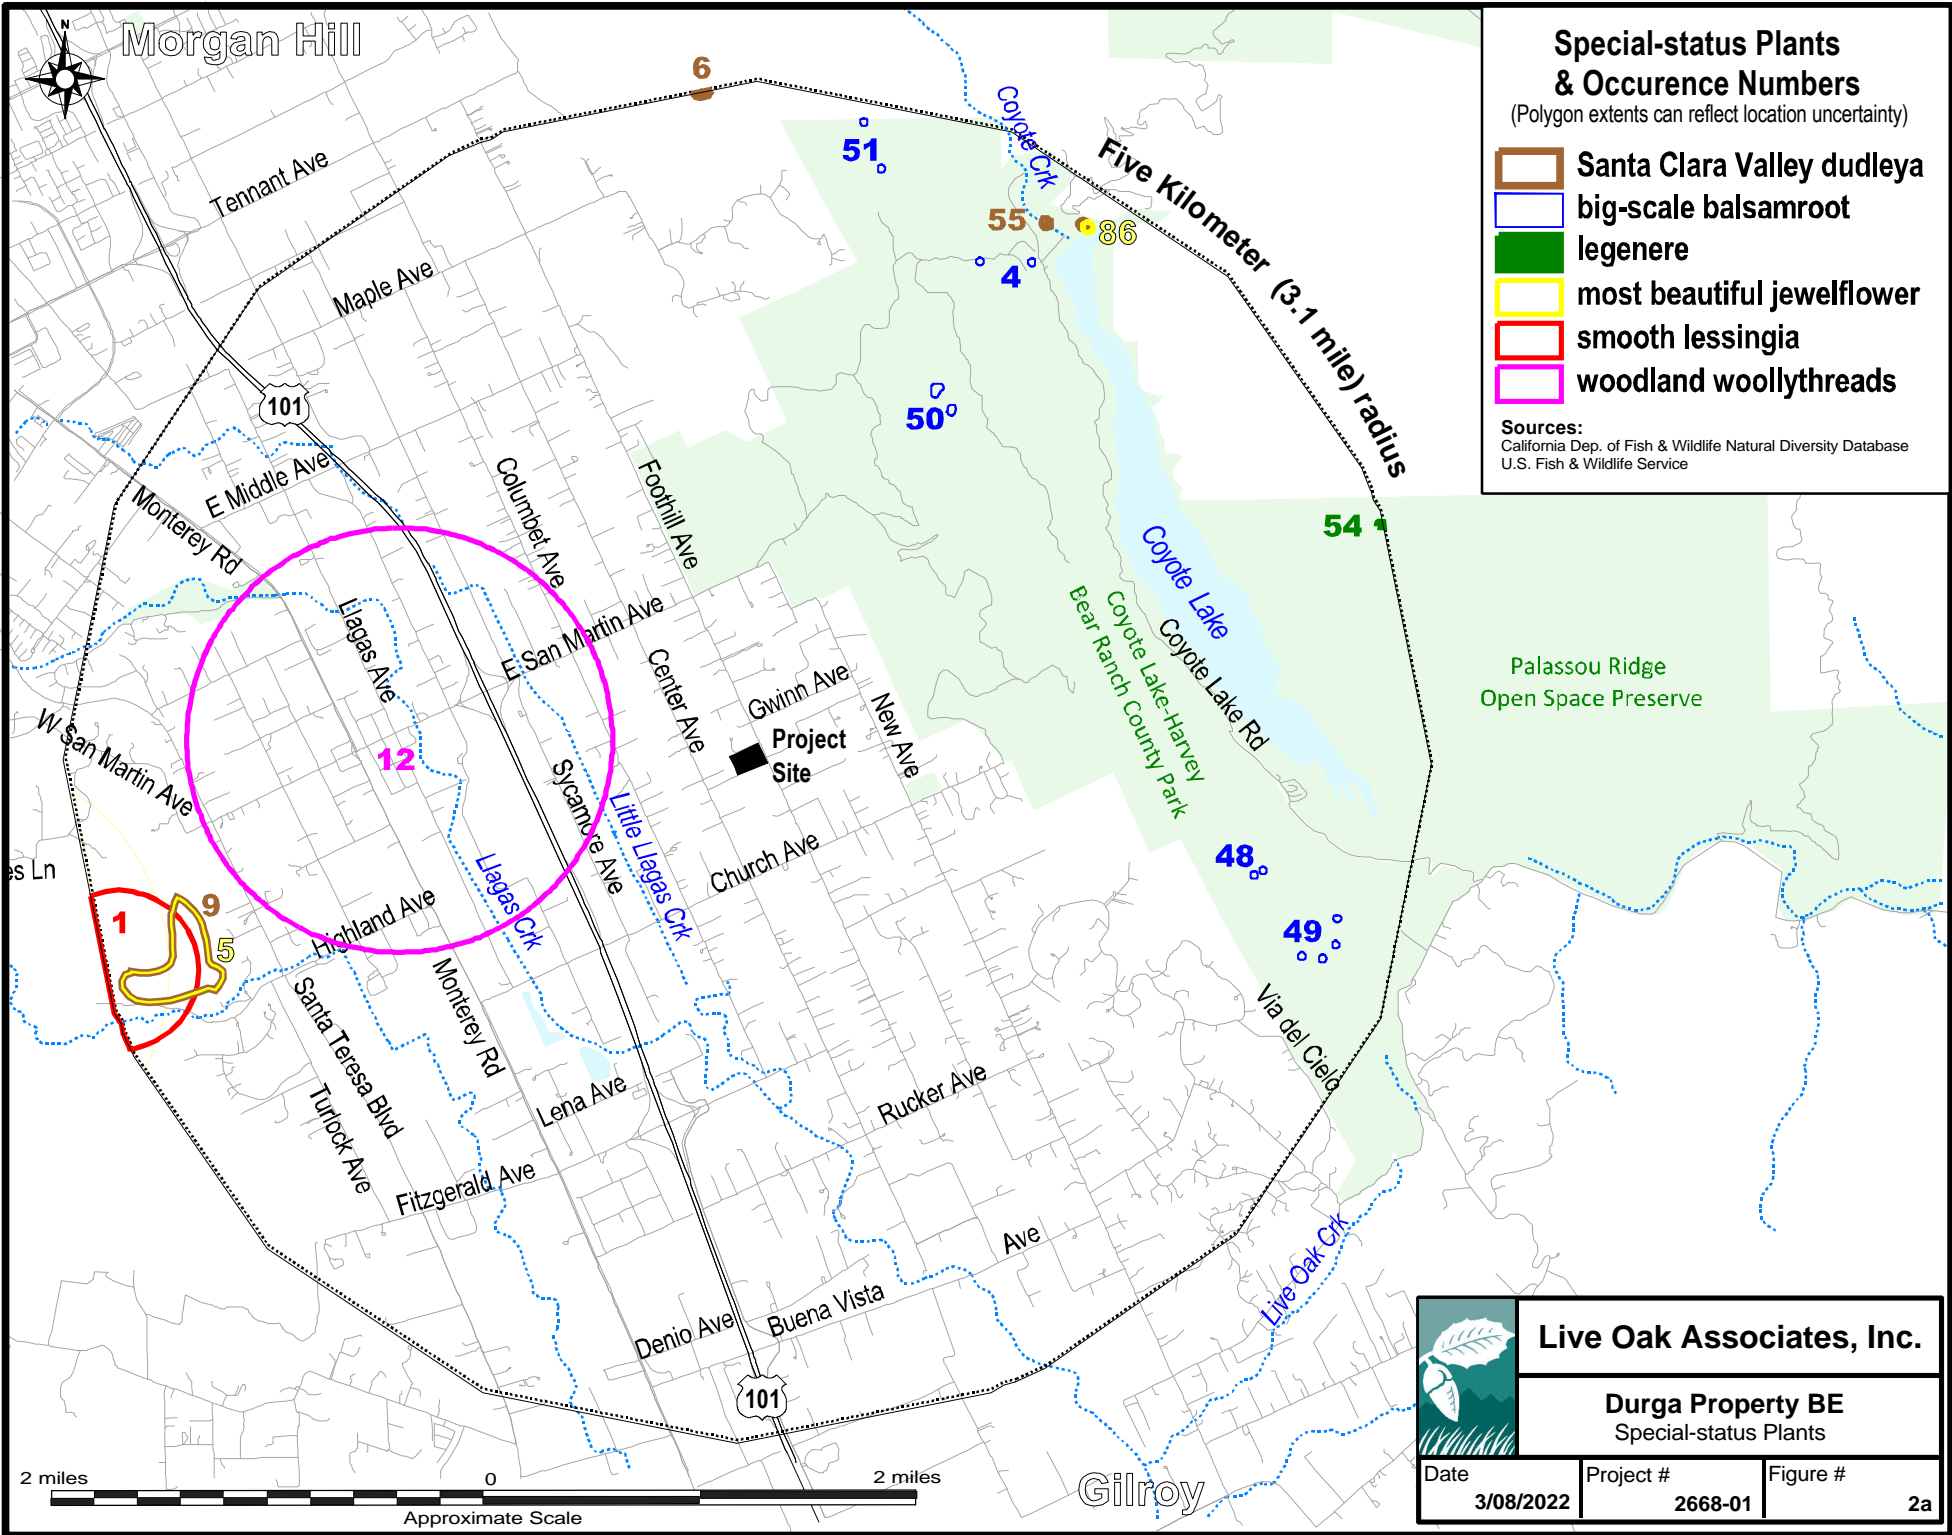 N
Morgan Hill
Special-status Plants
& Occurence Numbers
(Polygon extents can reflect location uncertainty)
Santa Clara Valley dudleya
big-scale balsamroot
legenere
most beautiful jewelflower
smooth lessingia
woodland woollythreads
Sources:
California Dep. of Fish & Wildlife Natural Diversity Database
U.S. Fish & Wildlife Service
6
Coyote Crk
51
Five Kilometer (3.1 mile) radius
Tennant Ave
55
86
4
Maple Ave
101
50
E Middle Ave
Columbet Ave
Foothill Ave
Monterey Rd
54
Coyote Lake
Llagas Ave
E San Martin Ave
Center Ave
Gwinn Ave
New Ave
Coyote Lake-Harvey
Bear Ranch County Park
Coyote Lake Rd
Palassou Ridge
Open Space Preserve
W San Martin Ave
12
Project
Site
Sycamore Ave
Little Llagas Crk
Church Ave
es Ln
48
Llagas Crk
1
9
5
Highland Ave
49
Santa Teresa Blvd
Monterey Rd
Via del Cielo
Turlock Ave
Lena Ave
Rucker Ave
Fitzgerald Ave
Ave
Live Oak Crk
Denio Ave
Buena Vista
101
Gilroy
2 miles
0
2 miles
Approximate Scale
Live Oak Associates, Inc.
Durga Property BE
Special-status Plants
Date
3/08/2022
Project #
2668-01
Figure #
2a